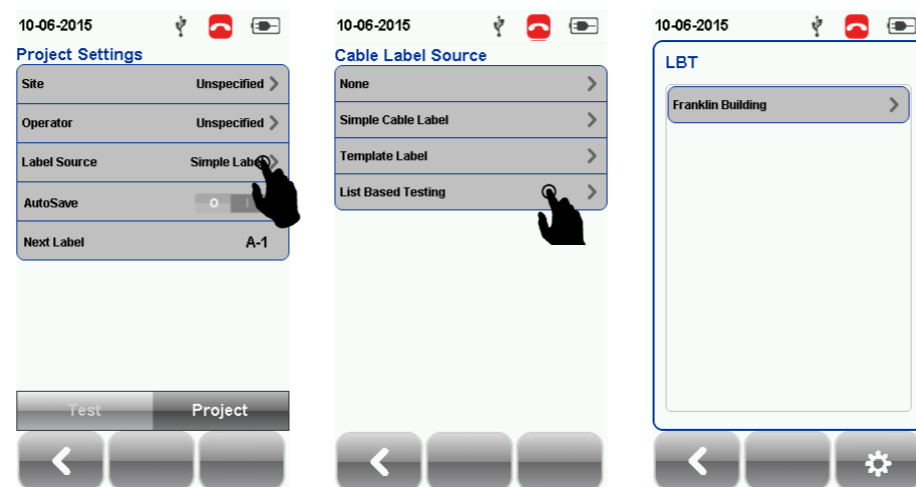 10-06-2015
Project Settings
Site Unspecified
Operator Unspecified
Label Source Simple Label
AutoSave O I
Next Label A-1
Test Project
10-06-2015
Cable Label Source
None
Simple Cable Label
Template Label
List Based Testing
10-06-2015
LBT
Franklin Building